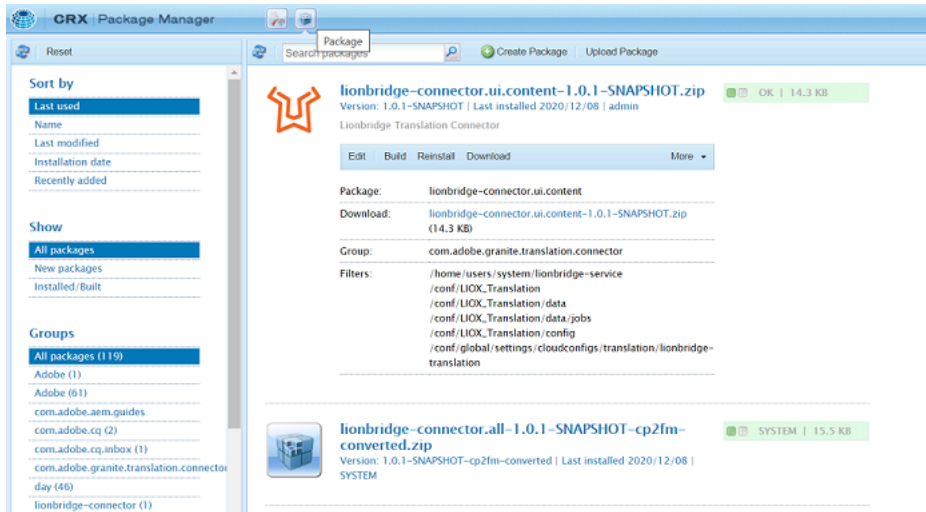 CRX Package Manager
Package
Reset
Search packages
Create Package
Upload Package
Sort by
Last used
Name
Last modified
Installation date
Recently added
Show
All packages
New packages
Installed/Built
Groups
All packages (119)
Adobe (1)
Adobe (61)
com.adobe.aem.guides
com.adobe.cq (2)
com.adobe.cq.inbox (1)
com.adobe.granite.translation.connector
day (46)
lionbridge-connector (1)
lionbridge-connector.ui.content-1.0.1-SNAPSHOT.zip
Version: 1.0.1-SNAPSHOT | Last installed 2020/12/08 | admin
Lionbridge Translation Connector
OK | 14.3 KB
Edit Build Reinstall Download More
Package: lionbridge-connector.ui.content
Download: lionbridge-connector.ui.content-1.0.1-SNAPSHOT.zip
(14.3 KB)
Group: com.adobe.granite.translation.connector
Filters: /home/users/system/lionbridge-service
/conf/LIOX_Translation
/conf/LIOX_Translation/data
/conf/LIOX_Translation/data/jobs
/conf/LIOX_Translation/config
/conf/global/settings/cloudconfigs/translation/lionbridge-
translation
lionbridge-connector.all-1.0.1-SNAPSHOT-cp2fm-
converted.zip
Version: 1.0.1-SNAPSHOT-cp2fm-converted | Last installed 2020/12/08 |
SYSTEM
SYSTEM | 15.5 KB